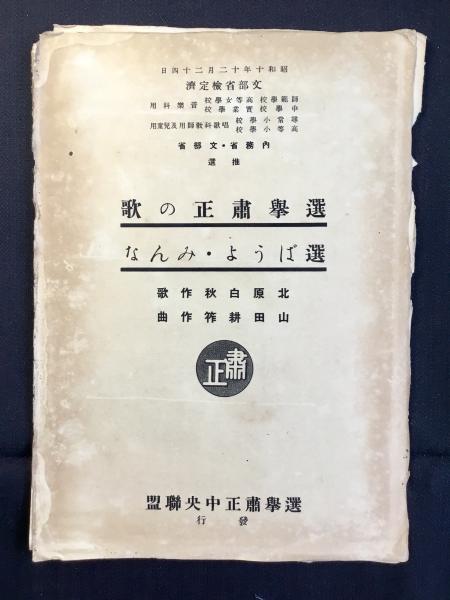 昭和十年十二月二十四日
文部省檢定濟
師範學校 高等女學校
中學校 實業學校
音樂科用
尋常小學校
高等小學校
唱歌科教師用及兒童用
內務省・文部省
推選
選擧肅正の歌
選ばうよ・みんな
北原白秋作歌
山田耕筰作曲
肅正
選擧肅正中央聯盟
發行